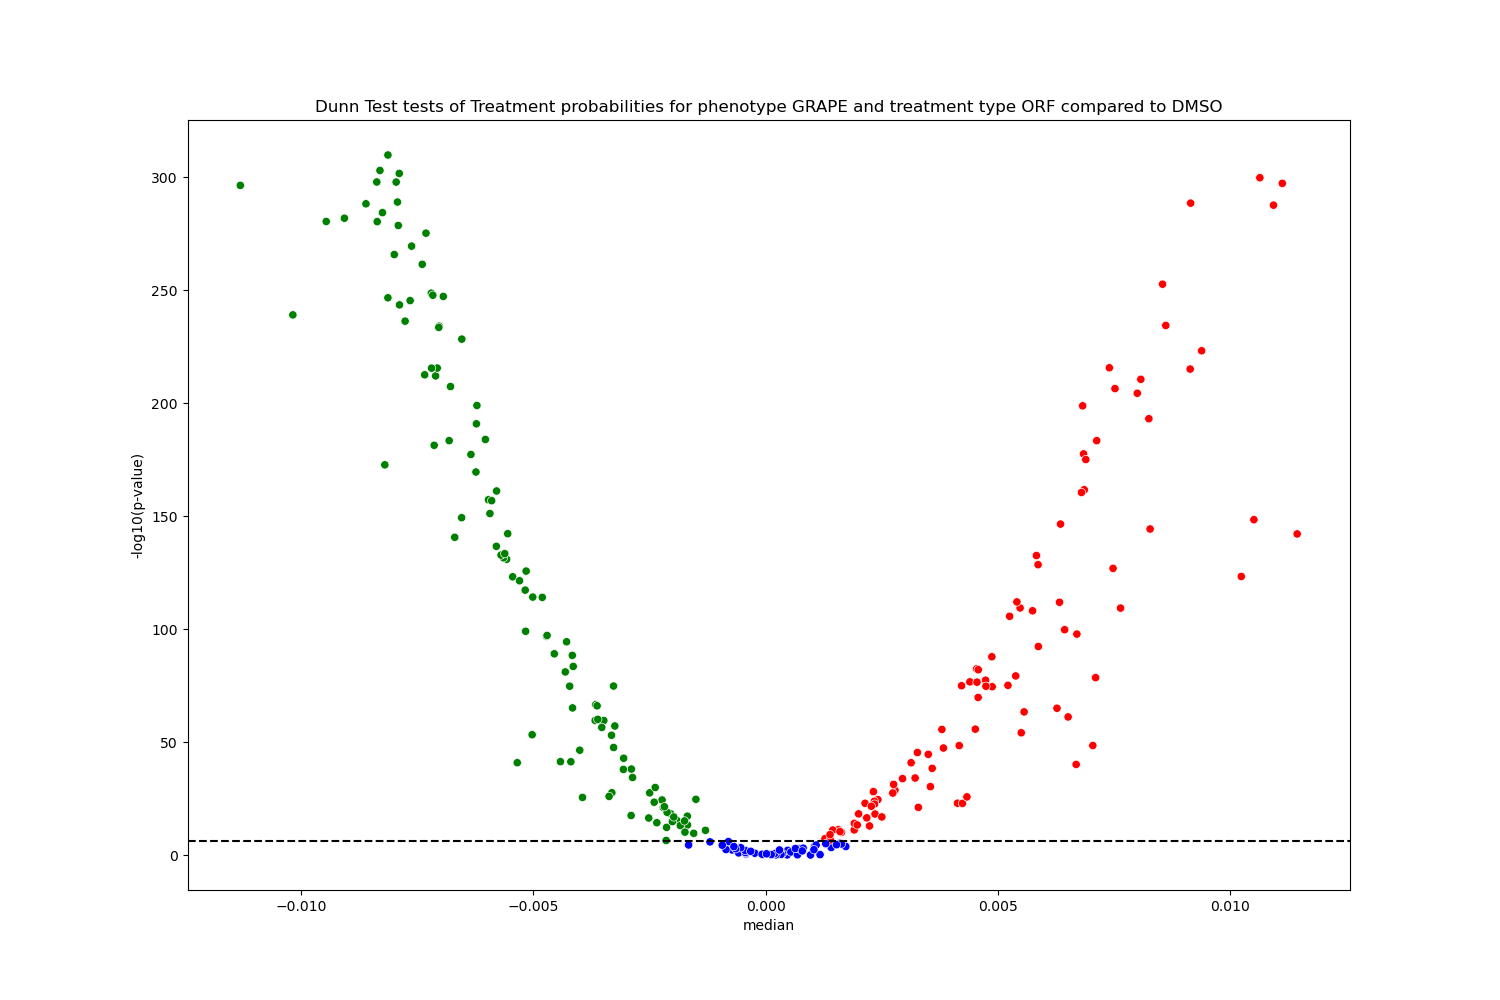 Dunn Test tests of Treatment probabilities for phenotype GRAPE and treatment type ORF compared to DMSO
300
250
200
150
100
50
0
-log10(p-value)
−0.010 −0.005 0.000 0.005 0.010
median